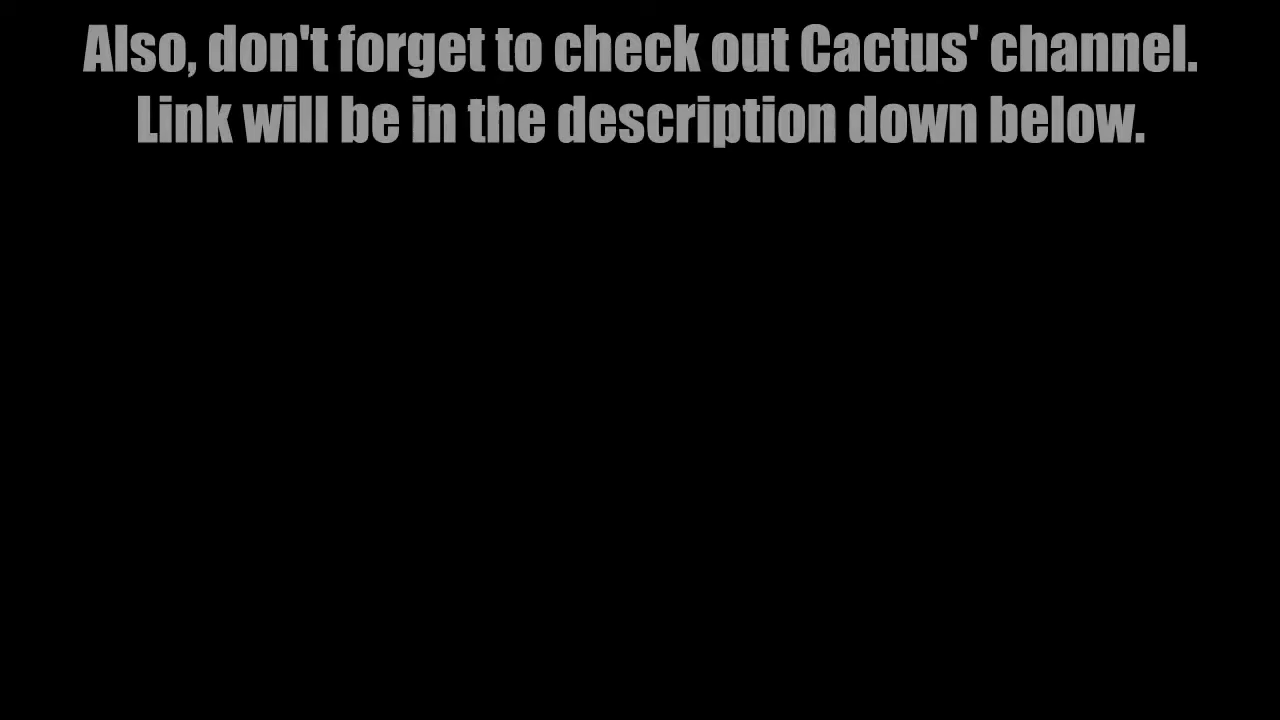 Also, don't forget to check out Cactus' channel.
Link will be in the description down below.